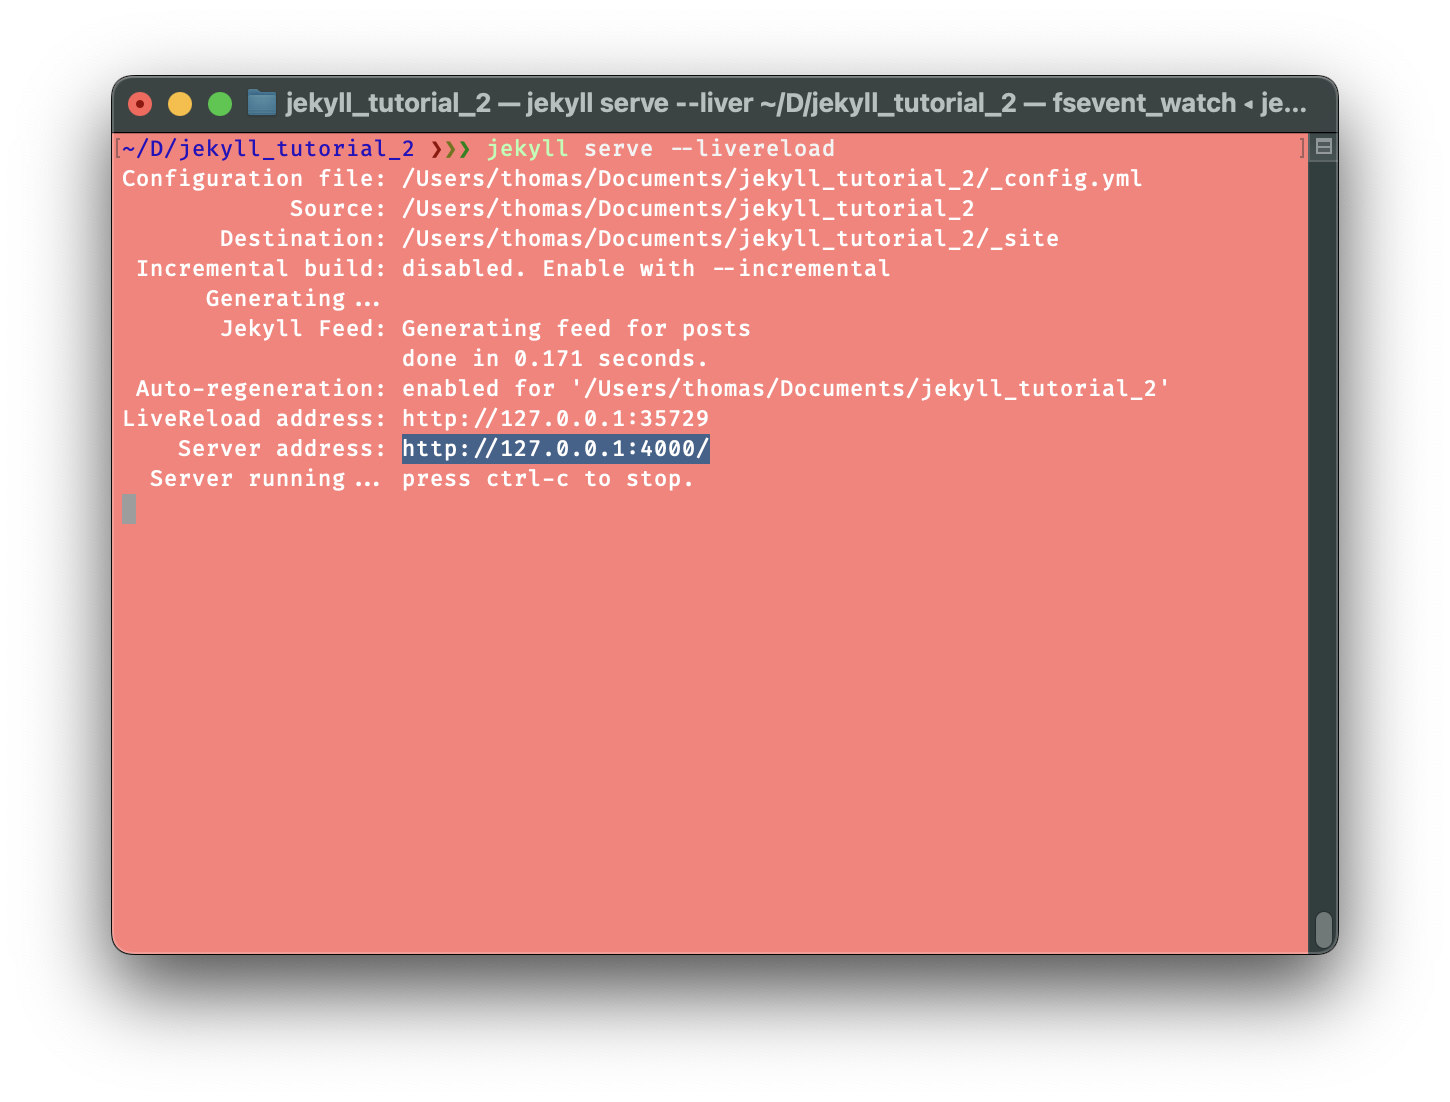 jekyll_tutorial_2 — jekyll serve --liver ~/D/jekyll_tutorial_2 — fsevent_watch ◂ je...
[~/D/jekyll_tutorial_2 ❯❯❯ jekyll serve --livereload ]
Configuration file: /Users/thomas/Documents/jekyll_tutorial_2/_config.yml
Source: /Users/thomas/Documents/jekyll_tutorial_2
Destination: /Users/thomas/Documents/jekyll_tutorial_2/_site
Incremental build: disabled. Enable with --incremental
Generating...
Jekyll Feed: Generating feed for posts
done in 0.171 seconds.
Auto-regeneration: enabled for '/Users/thomas/Documents/jekyll_tutorial_2'
LiveReload address: http://127.0.0.1:35729
Server address: http://127.0.0.1:4000/
Server running... press ctrl-c to stop.